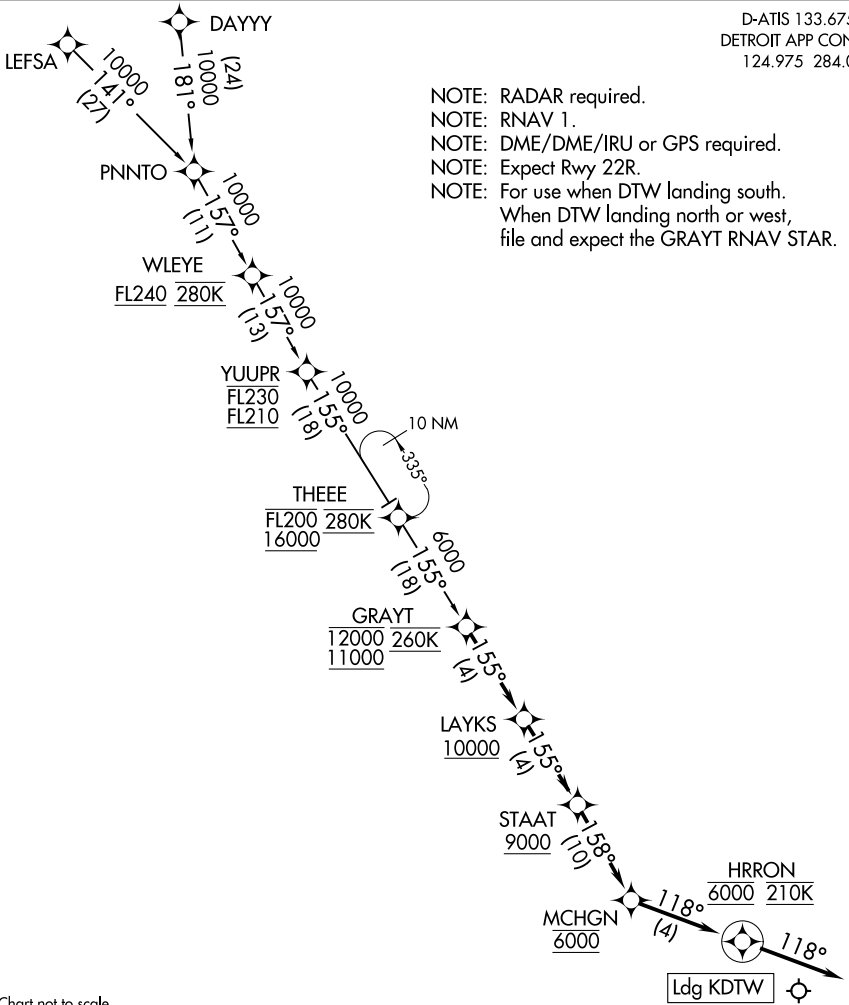 DAYYY
D-ATIS 133.675
DETROIT APP CON
124.975 284.0
LEFSA
10000
141°
(27)
(24)
10000
181°
NOTE: RADAR required.
NOTE: RNAV 1.
NOTE: DME/DME/IRU or GPS required.
NOTE: Expect Rwy 22R.
NOTE: For use when DTW landing south.
When DTW landing north or west,
file and expect the GRAYT RNAV STAR.
PNNTO
10000
157°
(11)
WLEYE
FL240 280K
10000
157°
(13)
YUUPR
FL230
FL210
10000
155°
(18)
10 NM
335°
THEEE
FL200 280K
16000
6000
155°
(18)
GRAYT
12000 260K
11000
155°
(4)
LAYKS
10000
155°
(4)
STAAT
9000
158°
(10)
HRRON
6000 210K
MCHGN
6000
118°
(4)
118°
Ldg KDTW
Chart not to scale